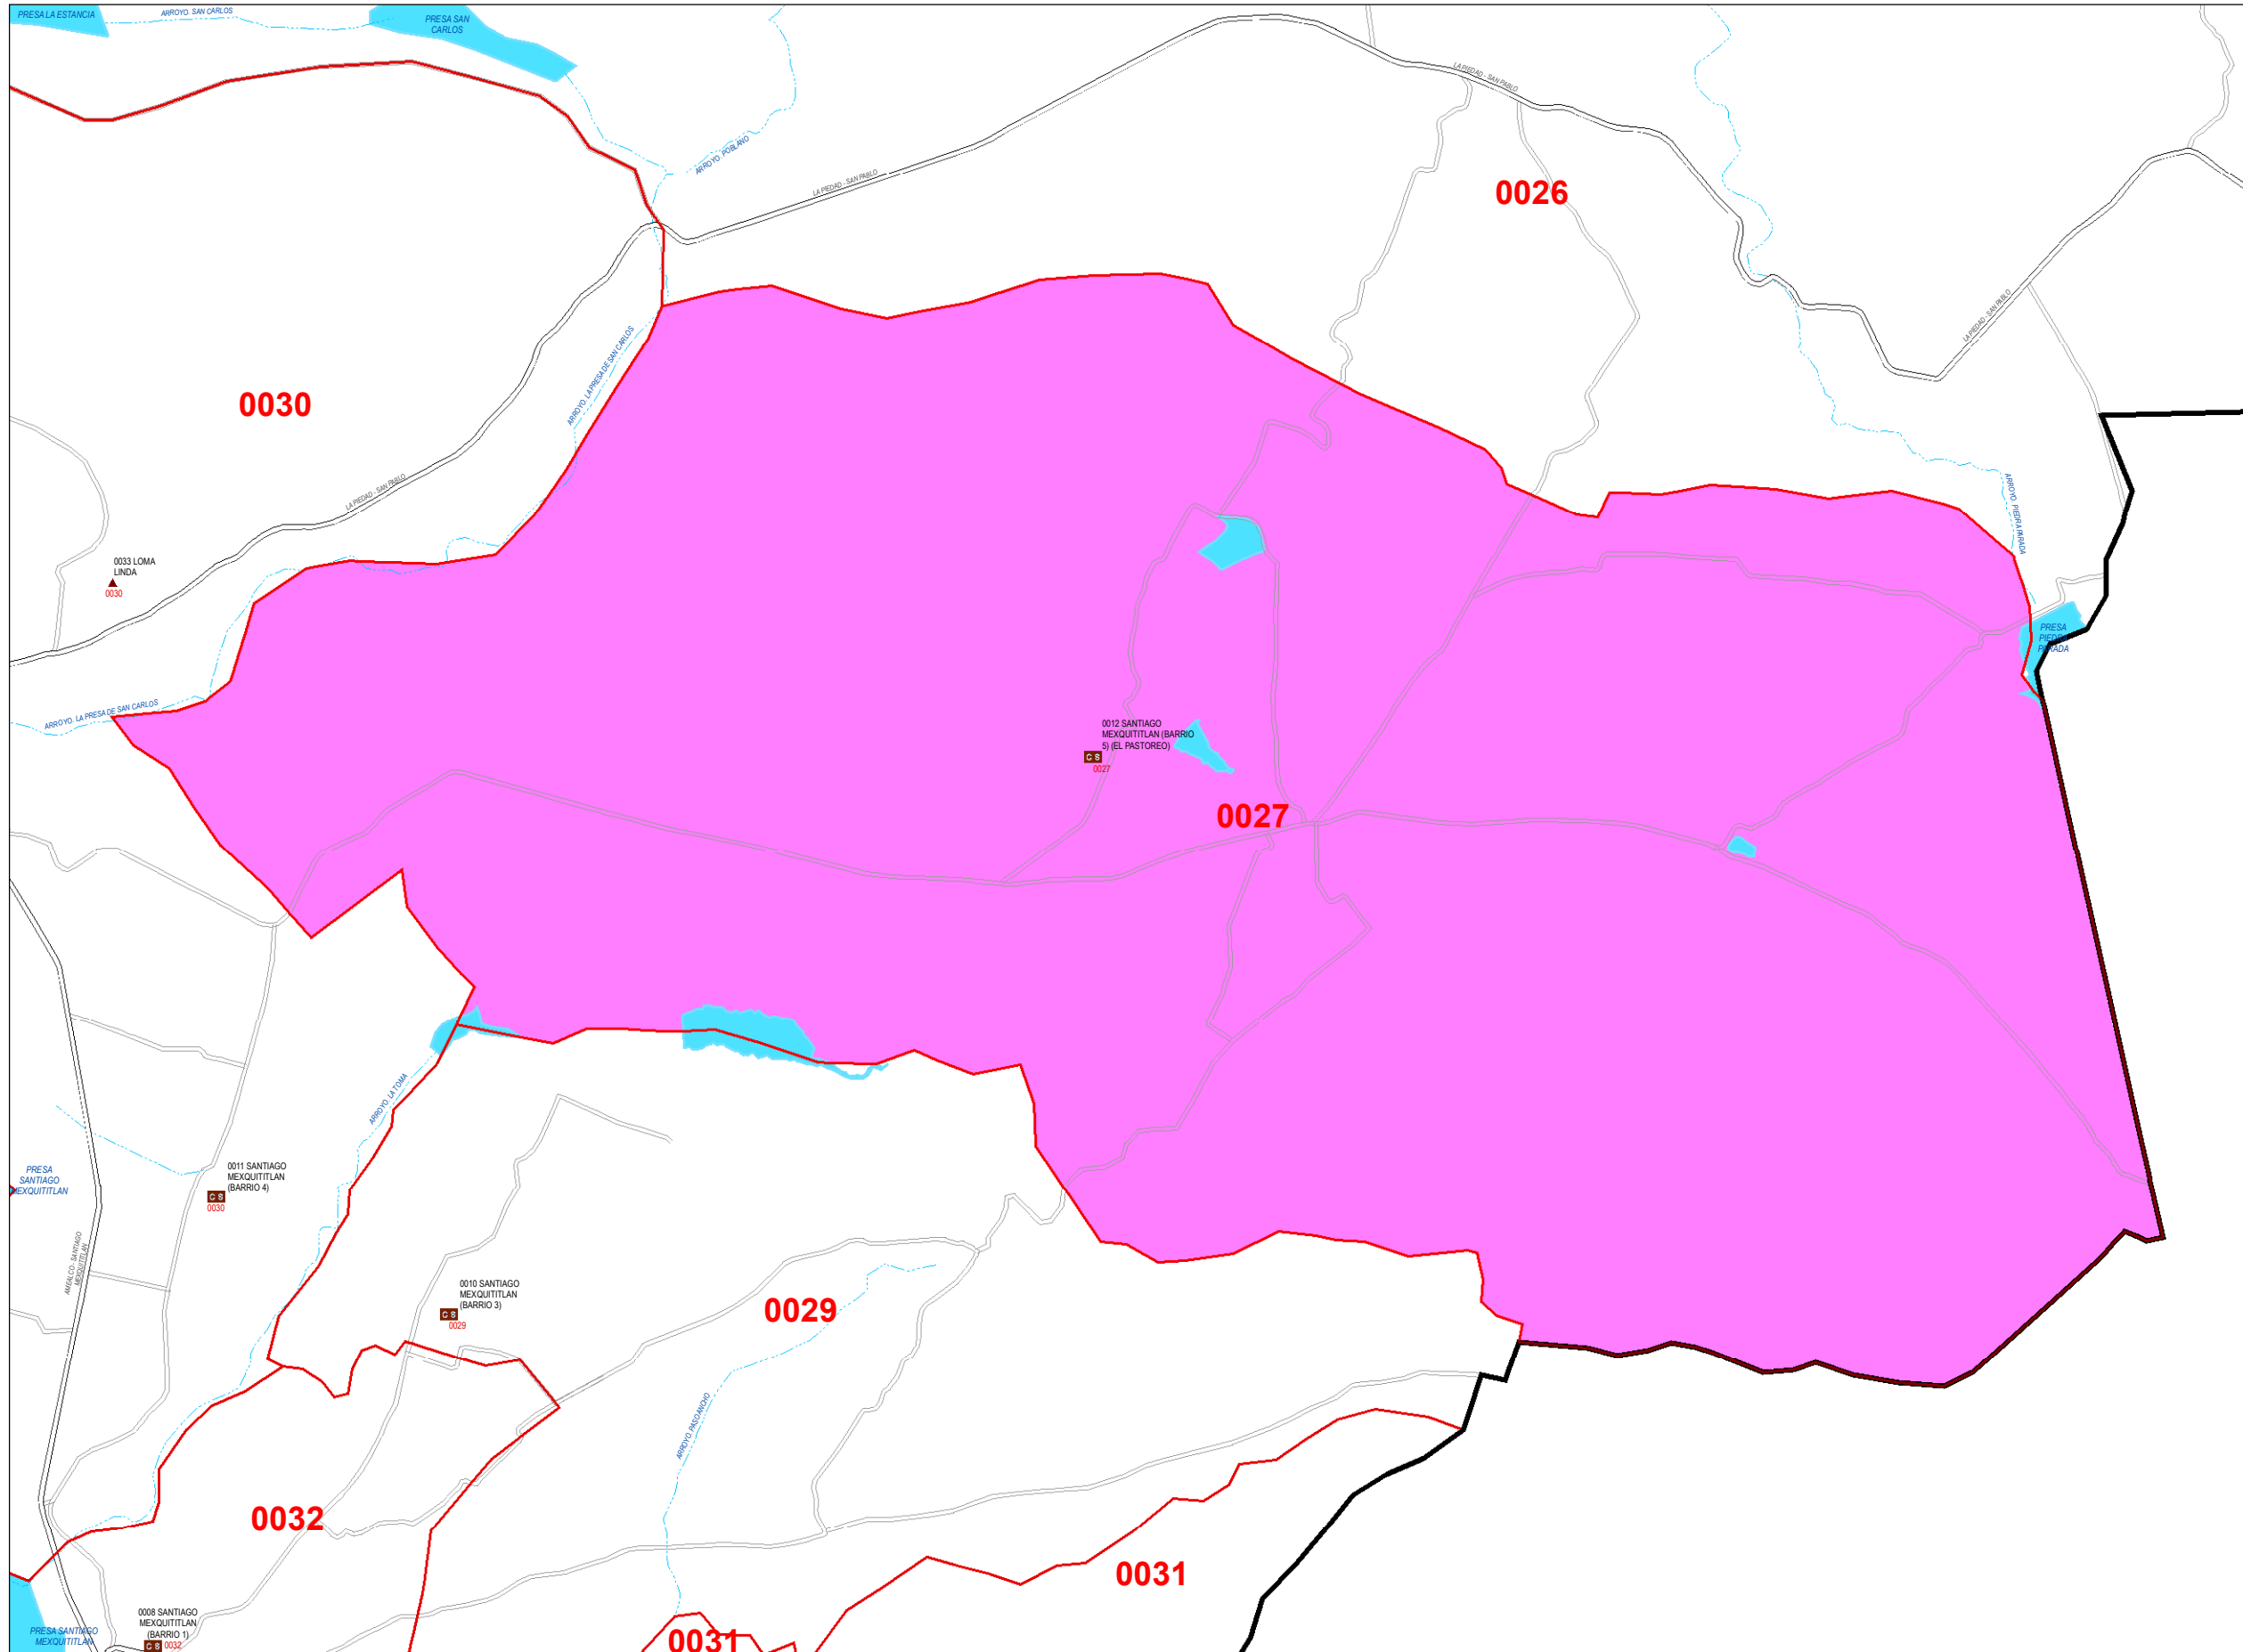 PRESA LA ESTANCIA
ARROYO. SAN CARLOS
PRESA SAN
CARLOS
LA PIEDAD - SAN PABLO
ARROYO. POBLANO
LA PIEDAD - SAN PABLO
0026
LA PIEDAD - SAN PABLO
ARROYO. LA PRESA DE SAN CARLOS
0030
LA PIEDAD - SAN PABLO
ARROYO. PIEDRA PARADA
0033 LOMA
LINDA
0030
PRESA
PIEDRA
PARADA
ARROYO. LA PRESA DE SAN CARLOS
0012 SANTIAGO
MEXQUITITLAN (BARRIO
5) (EL PASTOREO)
C S
0027
0027
ARROYO. LA TOMA
PRESA
SANTIAGO
MEXQUITITLAN
0011 SANTIAGO
MEXQUITITLAN
(BARRIO 4)
C S
0030
AMEALCO - SANTIAGO
MEXQUITITLAN
0010 SANTIAGO
MEXQUITITLAN
(BARRIO 3)
C S
0029
0029
ARROYO. PASO ANCHO
0032
0031
0008 SANTIAGO
MEXQUITITLAN
(BARRIO 1)
C S 0032
PRESA SANTIAGO
MEXQUITITLAN
0031